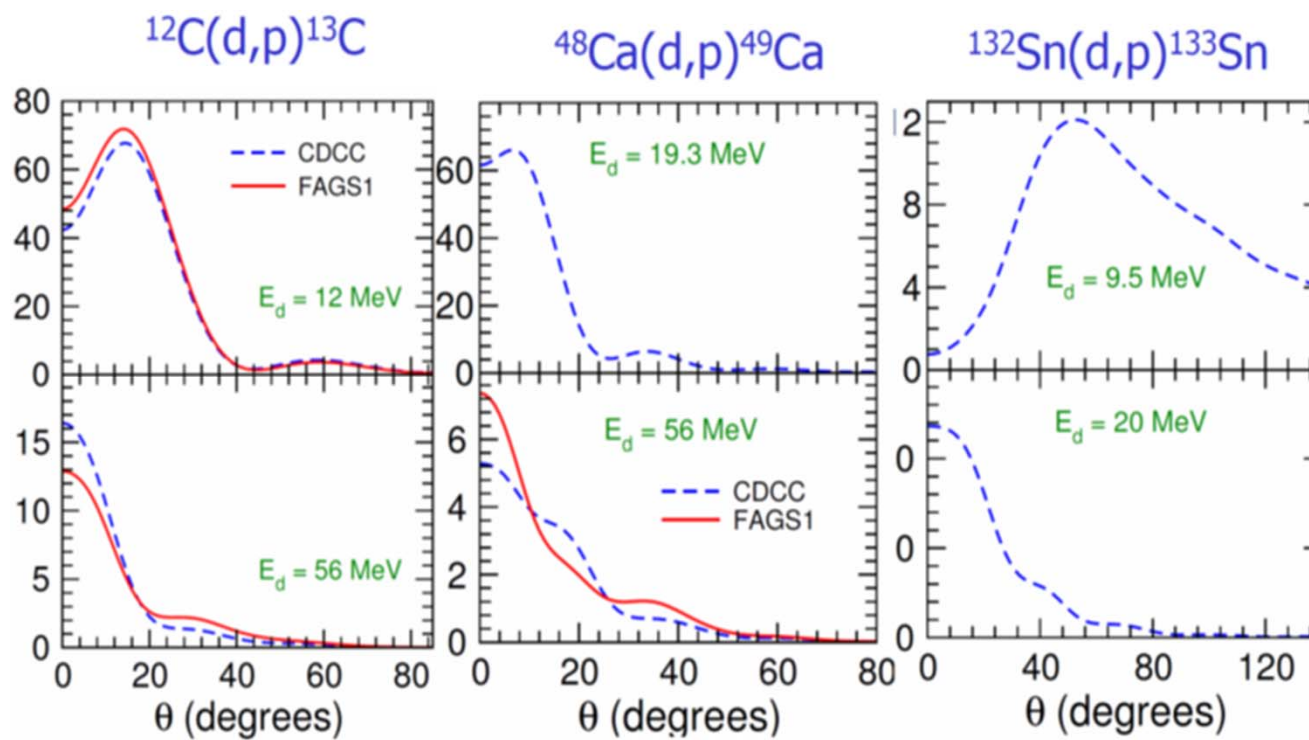 ¹²C(d,p)¹³C
⁴⁸Ca(d,p)⁴⁹Ca
¹³²Sn(d,p)¹³³Sn
80
60
40
20
0
CDCC
FAGS1
E_d = 12 MeV
60
40
20
0
E_d = 19.3 MeV
2
8
4
0
E_d = 9.5 MeV
15
10
5
0
E_d = 56 MeV
0 20 40 60 80
θ (degrees)
6
4
2
0
E_d = 56 MeV
CDCC
FAGS1
0 20 40 60 80
θ (degrees)
0
0
0
E_d = 20 MeV
0 40 80 120
θ (degrees)